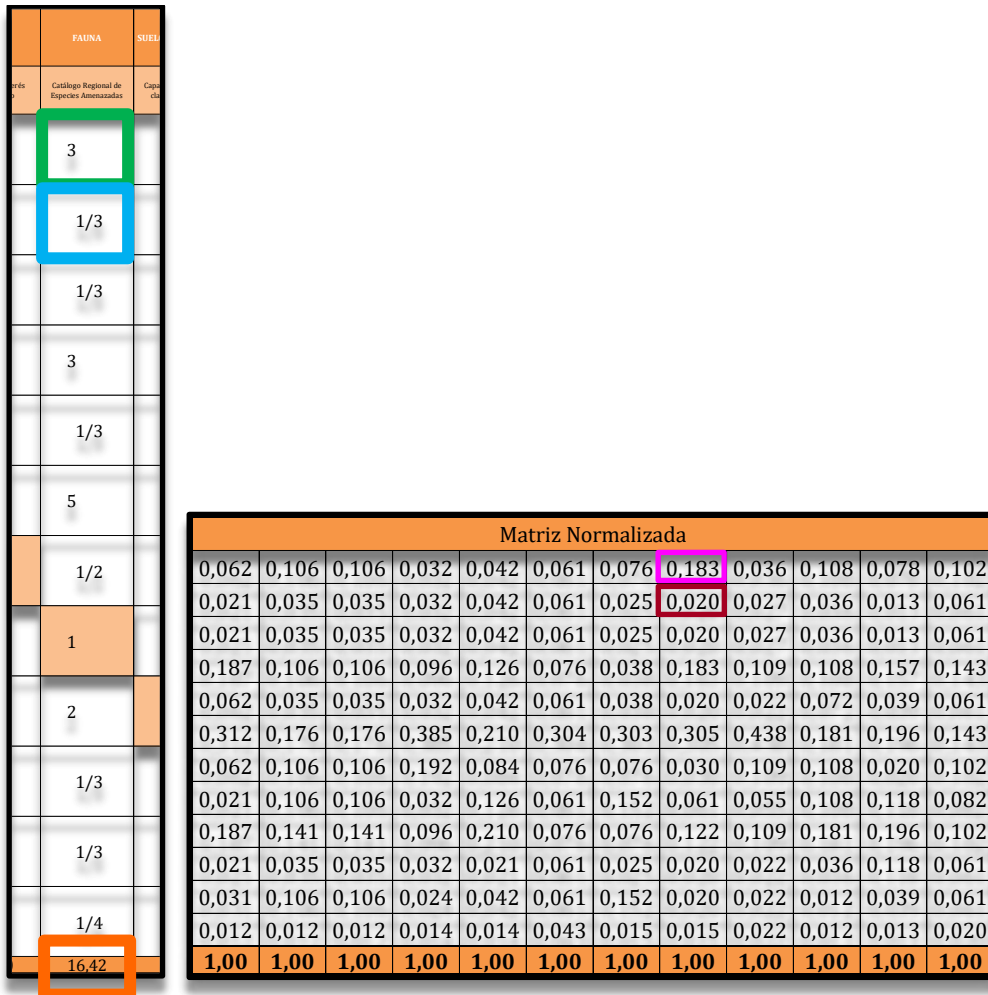 FAUNA
SUEL
erés
Catálogo Regional de
Especies Amenazadas
Capa
cla
3
1/3
1/3
3
1/3
5
1/2
1
2
1/3
1/3
1/4
16,42
Matriz Normalizada
0,062 0,106 0,106 0,032 0,042 0,061 0,076 0,183 0,036 0,108 0,078 0,102
0,021 0,035 0,035 0,032 0,042 0,061 0,025 0,020 0,027 0,036 0,013 0,061
0,021 0,035 0,035 0,032 0,042 0,061 0,025 0,020 0,027 0,036 0,013 0,061
0,187 0,106 0,106 0,096 0,126 0,076 0,038 0,183 0,109 0,108 0,157 0,143
0,062 0,035 0,035 0,032 0,042 0,061 0,038 0,020 0,022 0,072 0,039 0,061
0,312 0,176 0,176 0,385 0,210 0,304 0,303 0,305 0,438 0,181 0,196 0,143
0,062 0,106 0,106 0,192 0,084 0,076 0,076 0,030 0,109 0,108 0,020 0,102
0,021 0,106 0,106 0,032 0,126 0,061 0,152 0,061 0,055 0,108 0,118 0,082
0,187 0,141 0,141 0,096 0,210 0,076 0,076 0,122 0,109 0,181 0,196 0,102
0,021 0,035 0,035 0,032 0,021 0,061 0,025 0,020 0,022 0,036 0,118 0,061
0,031 0,106 0,106 0,024 0,042 0,061 0,152 0,020 0,022 0,012 0,039 0,061
0,012 0,012 0,012 0,014 0,014 0,043 0,015 0,015 0,022 0,012 0,013 0,020
1,00 1,00 1,00 1,00 1,00 1,00 1,00 1,00 1,00 1,00 1,00 1,00